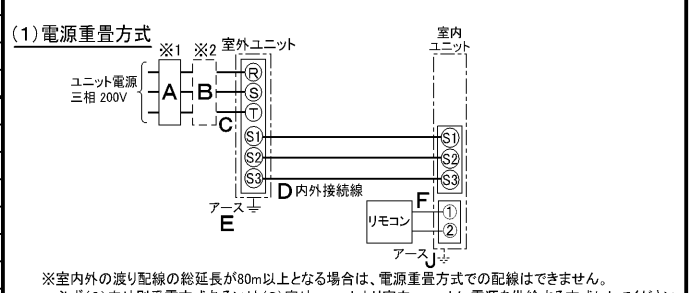 (1)電源重畳方式
※1 ※2 室外ユニット 室内
ユニット
ユニット電源
三相 200V
A B
R
S
T
C
S1 S1
S2 S2
S3 S3
D 内外接続線
アース
E
F
リモコン
① 
②
アース J
※室内外の渡り配線の総延長が80m以上となる場合は、電源重畳方式での配線はできません。